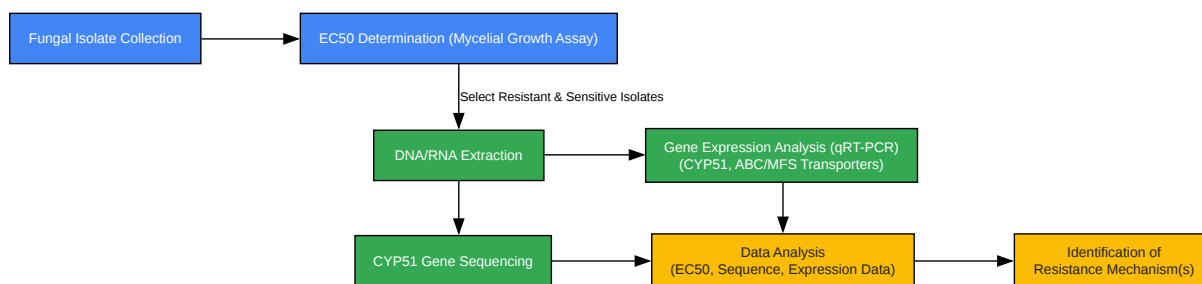 Fungal Isolate Collection
EC50 Determination (Mycelial Growth Assay)
Select Resistant & Sensitive Isolates
DNA/RNA Extraction
Gene Expression Analysis (qRT-PCR)
(CYP51, ABC/MFS Transporters)
CYP51 Gene Sequencing
Data Analysis
(EC50, Sequence, Expression Data)
Identification of
Resistance Mechanism(s)